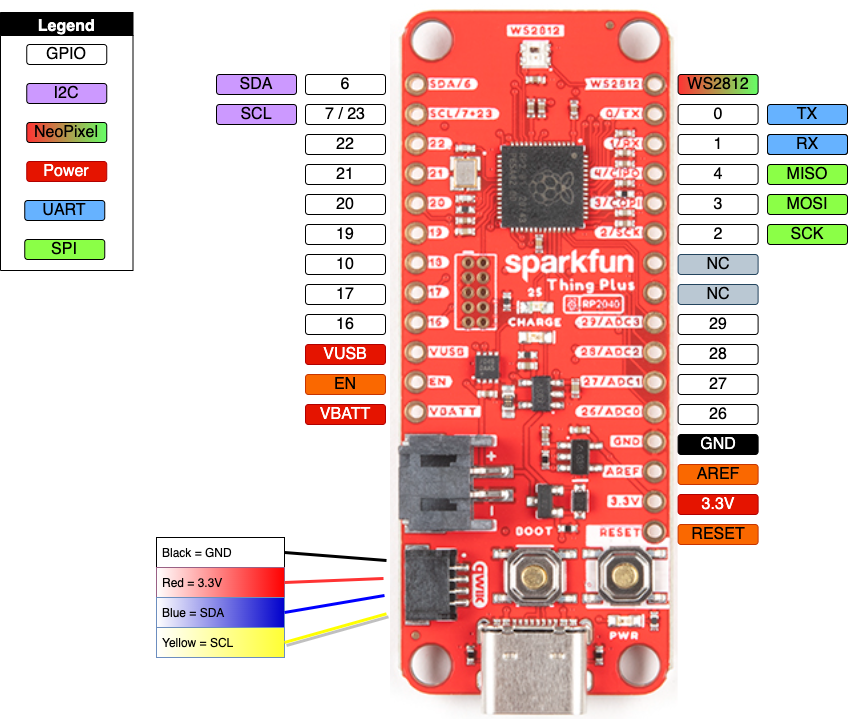 Legend
GPIO
I2C
NeoPixel
Power
UART
SPI
SDA 6
SCL 7 / 23
22
21
20
19
10
17
16
VUSB
EN
VBATT
WS2812
SDA/6 WS2812
SCL/7+23 0/TX
22 1/RX
21 4/CIPO
20 3/COPI
19 2/SCK
18
17
16 29/ADC3
VUSB 28/ADC2
EN 27/ADC1
VBATT 26/ADC0
GND
AREF
3.3V
RESET
sparkfun
Thing Plus
RP2040
25
CHARGE
+
-
BOOT
qwiic
PWR
WS2812
0 TX
1 RX
4 MISO
3 MOSI
2 SCK
NC
NC
29
28
27
26
GND
AREF
3.3V
RESET
Black = GND
Red = 3.3V
Blue = SDA
Yellow = SCL